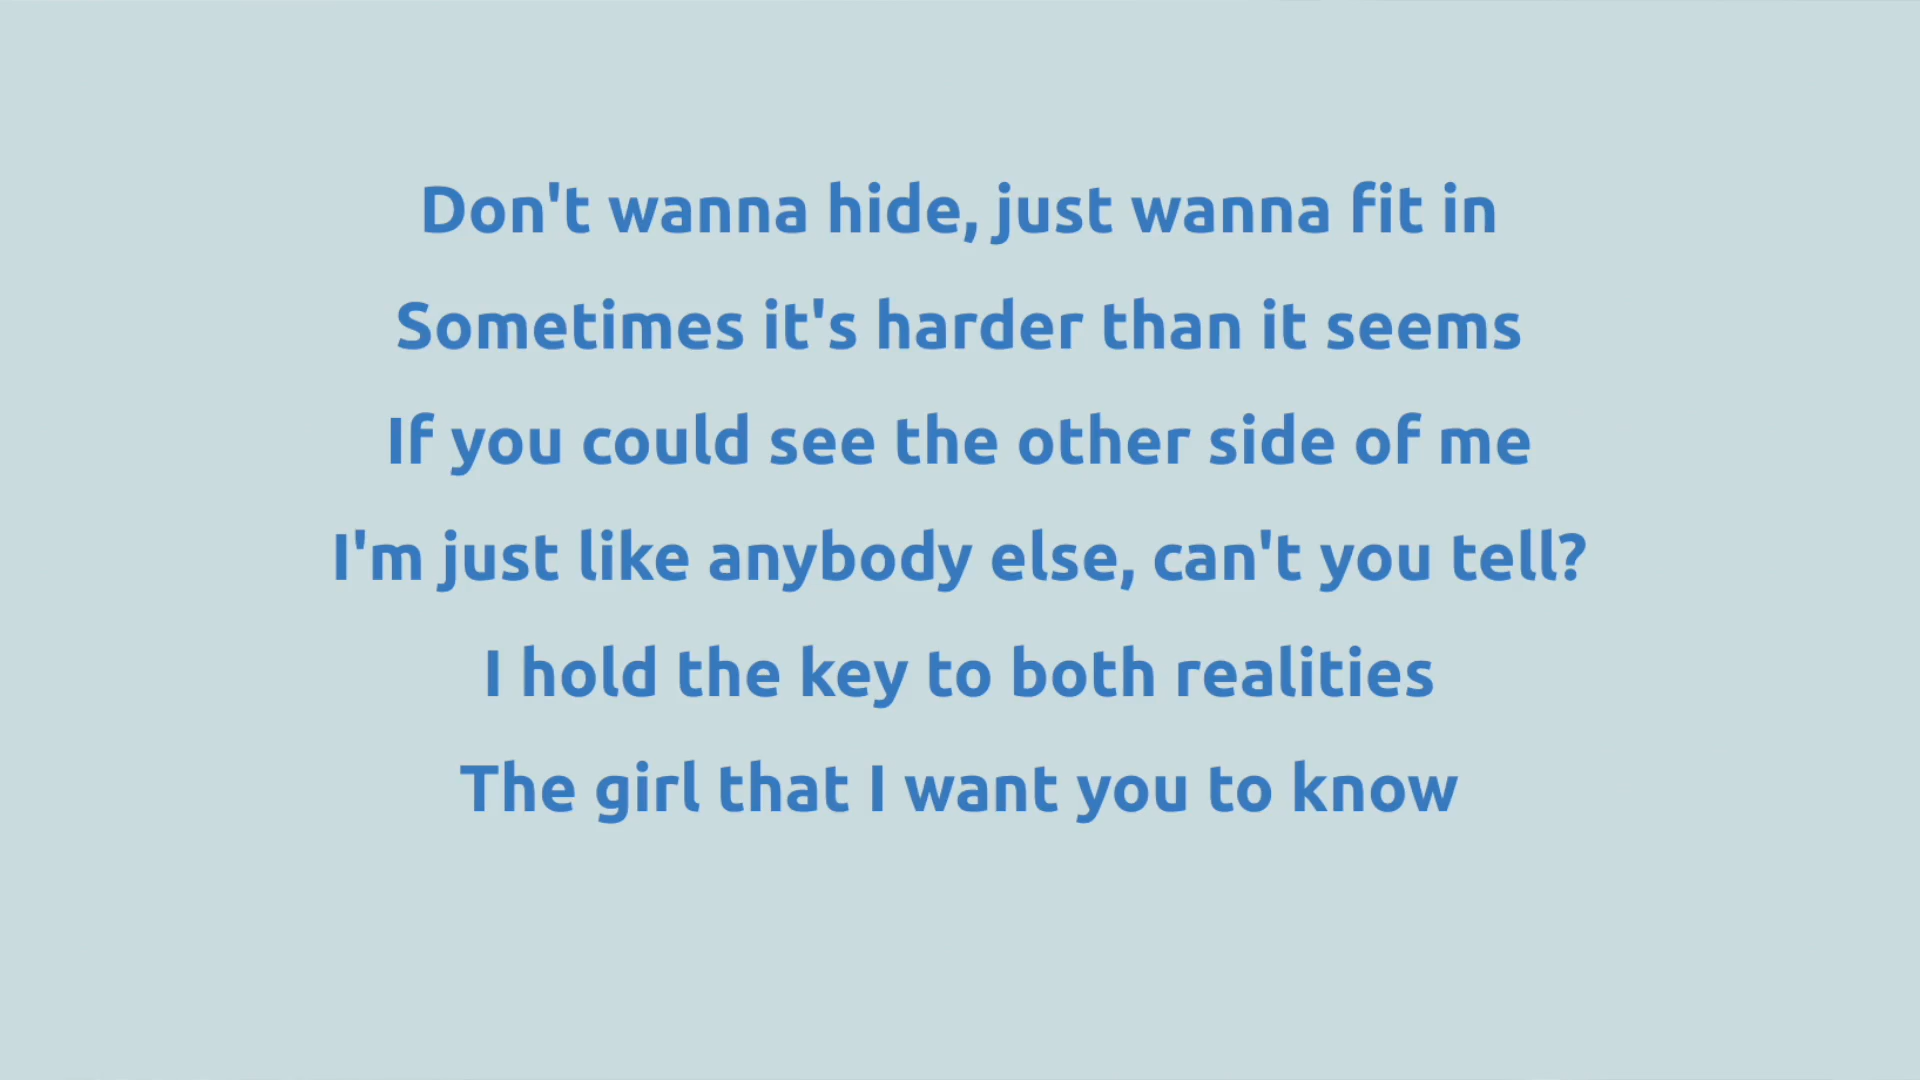 Don't wanna hide, just wanna fit in
Sometimes it's harder than it seems
If you could see the other side of me
I'm just like anybody else, can't you tell?
I hold the key to both realities
The girl that I want you to know